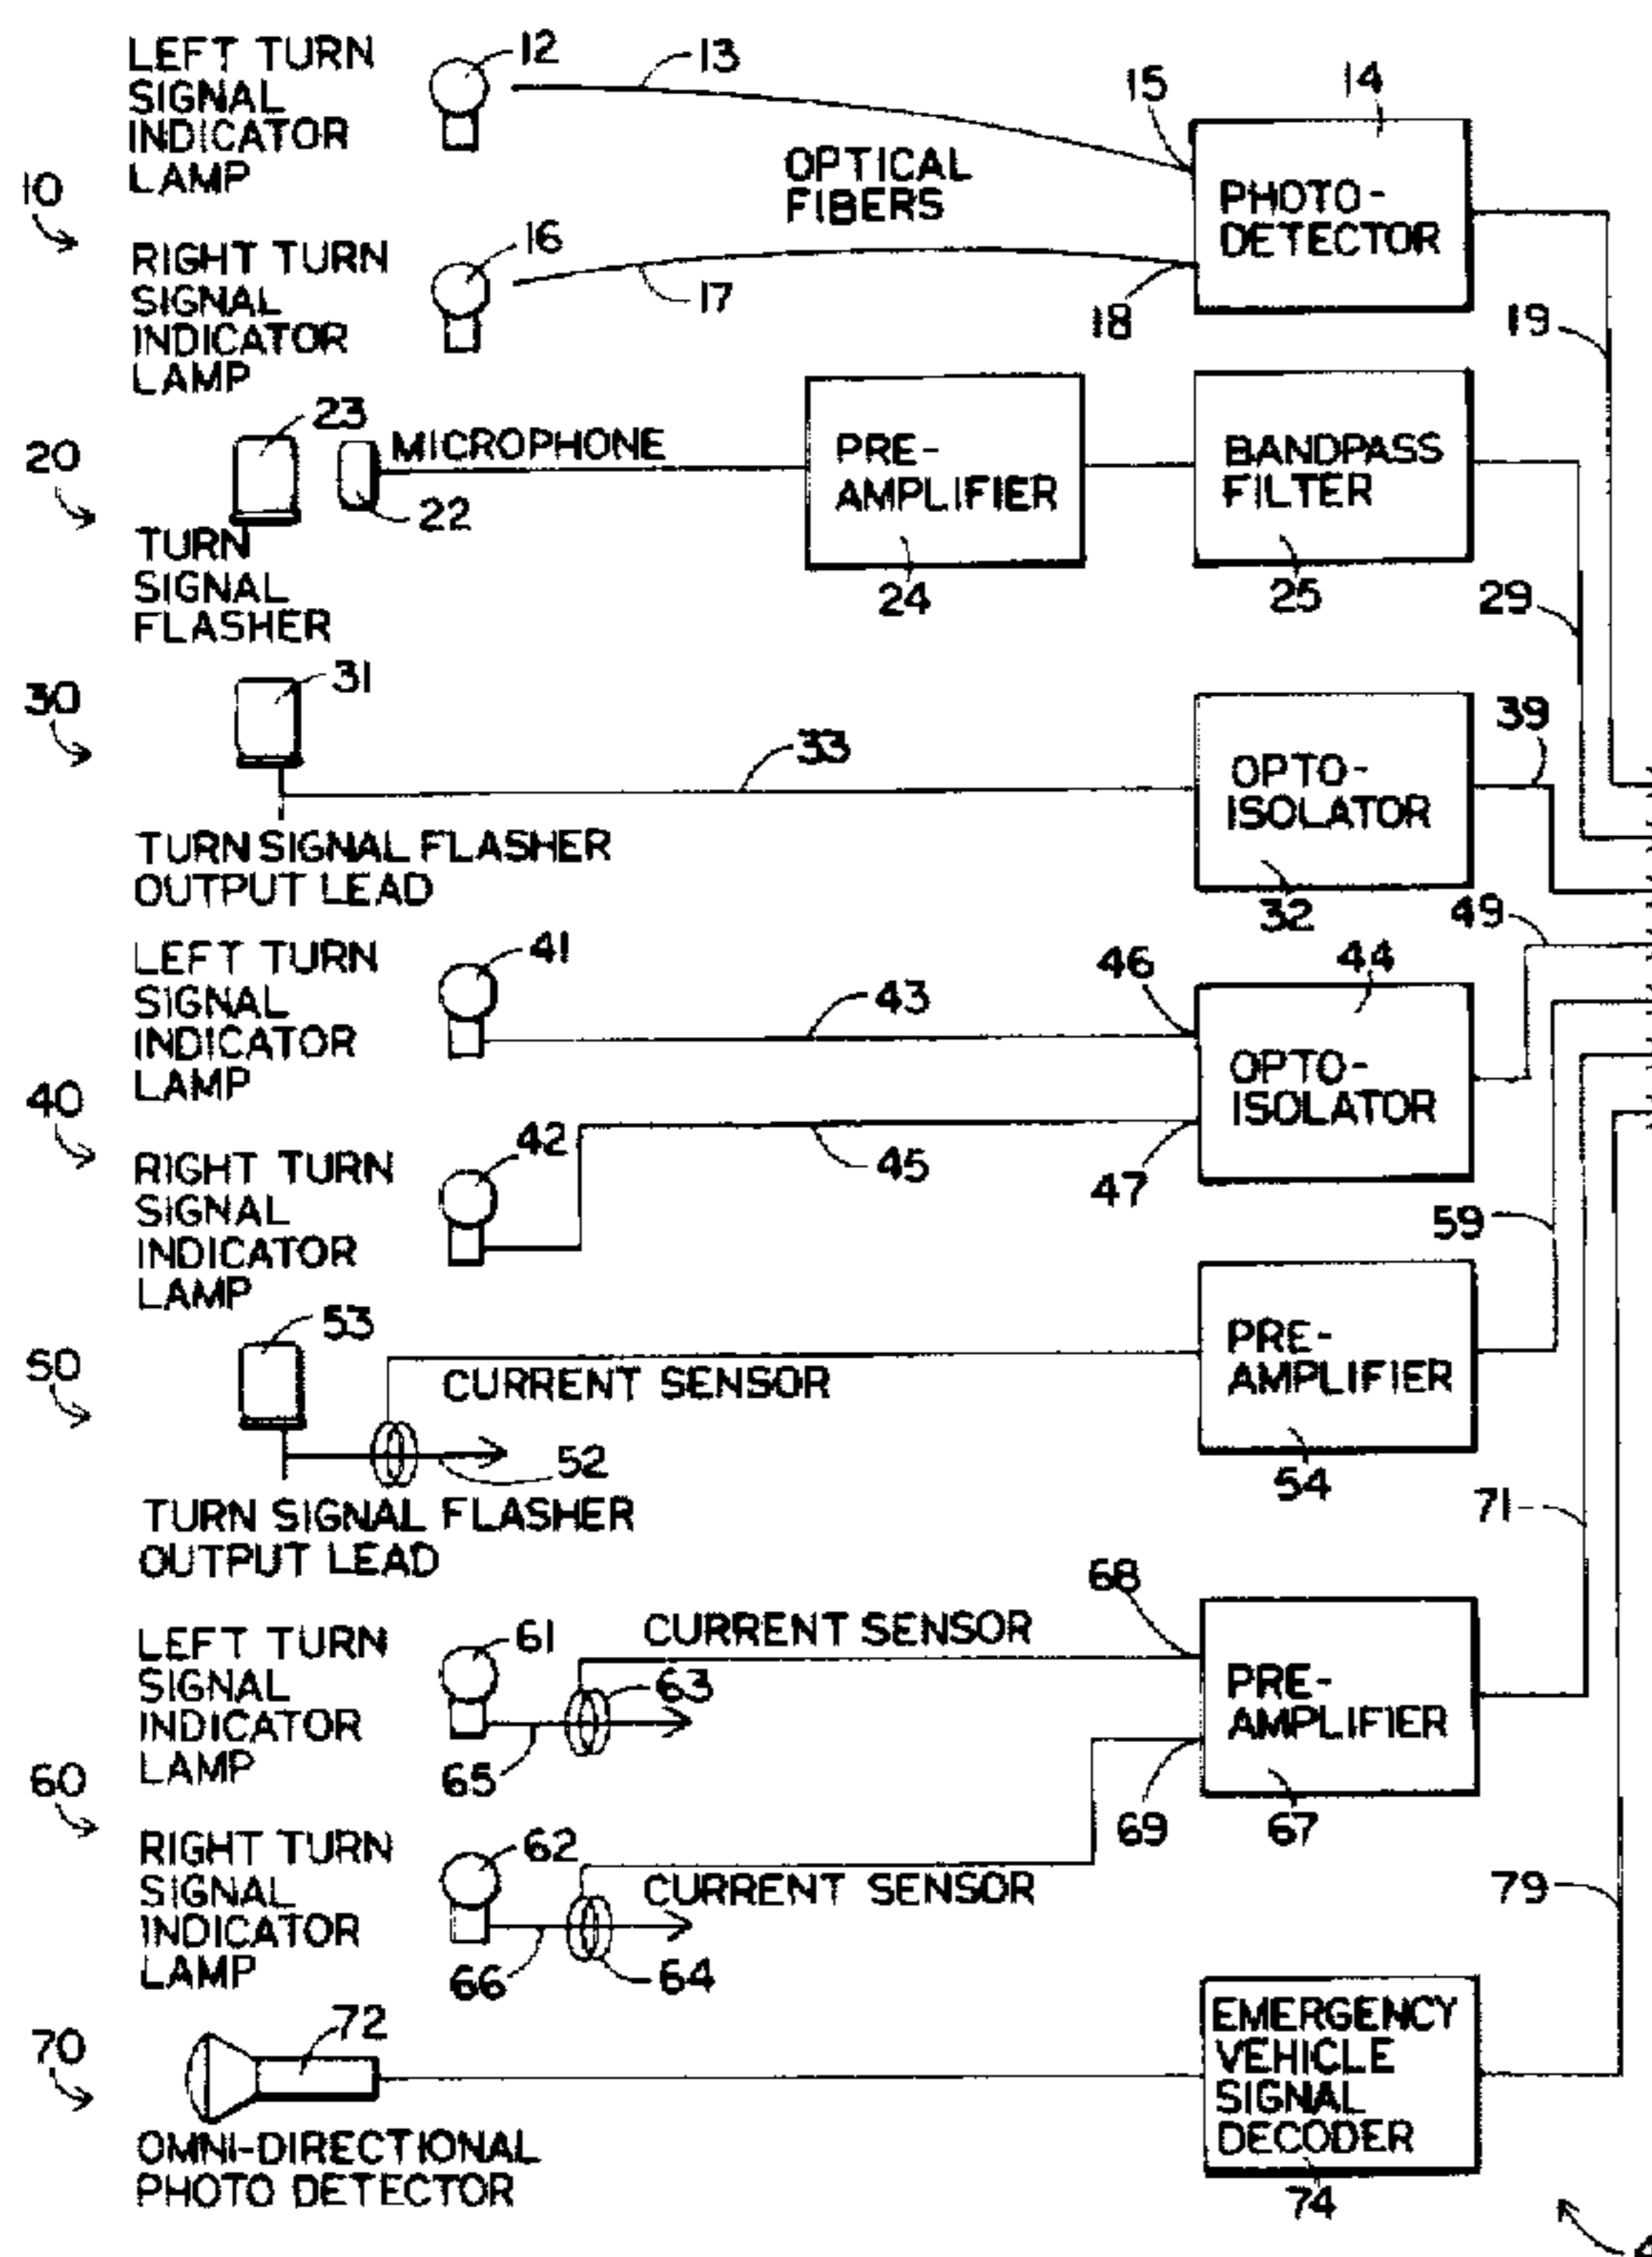 LEFT TURN
SIGNAL
INDICATOR
LAMP
12
13
15
14
10
OPTICAL
FIBERS
PHOTO-
DETECTOR
RIGHT TURN
SIGNAL
INDICATOR
LAMP
16
17
18
19
20
23
MICROPHONE
22
PRE-
AMPLIFIER
24
BANDPASS
FILTER
25
29
TURN
SIGNAL
FLASHER
30
31
33
OPTO-
ISOLATOR
32
39
TURN SIGNAL FLASHER
OUTPUT LEAD
49
LEFT TURN
SIGNAL
INDICATOR
LAMP
41
43
46
44
OPTO-
ISOLATOR
40
42
45
47
RIGHT TURN
SIGNAL
INDICATOR
LAMP
59
50
53
CURRENT SENSOR
PRE-
AMPLIFIER
52
54
TURN SIGNAL FLASHER
OUTPUT LEAD
71
68
LEFT TURN
SIGNAL
INDICATOR
LAMP
61
CURRENT SENSOR
63
65
PRE-
AMPLIFIER
60
69
67
RIGHT TURN
SIGNAL
INDICATOR
LAMP
62
CURRENT SENSOR
66
64
79
70
72
EMERGENCY
VEHICLE
SIGNAL
DECODER
OMNI-DIRECTIONAL
PHOTO DETECTOR
74